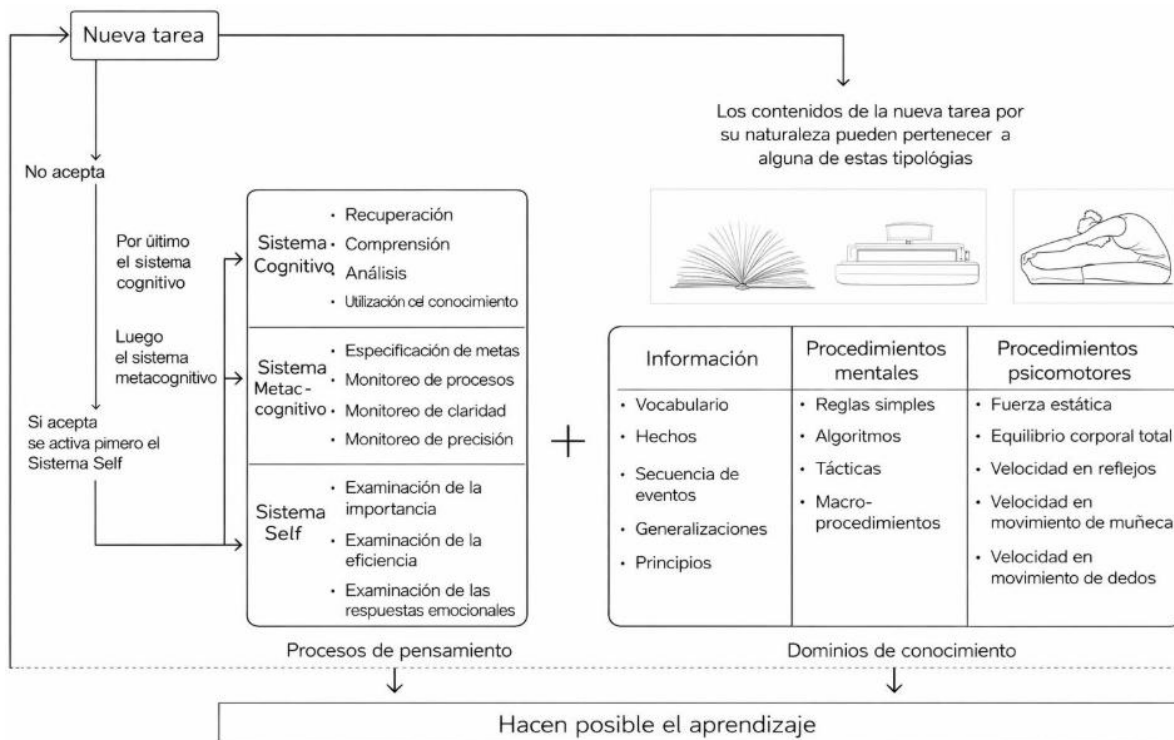 Nueva tarea
Los contenidos de la nueva tarea por
su naturaleza pueden pertenecer a
alguna de estas tipológias
No acepta
Por último
el sistema
cognitivo
Luego
el sistema
metacognitivo
Si acepta
se activa pimero el
Sistema Self
Sistema
Cognitivo
· Recuperación
· Comprensión
· Análisis
· Utilización cel conocimiento
Sistema
Metac-
cognitivo
· Especificación de metas
· Monitoreo de procesos
· Monitoreo de claridad
· Monitoreo de precisión
Sistema
Self
· Examinación de la
importancia
· Examinación de la
eficiencia
· Examinación de las
respuestas emocionales
Procesos de pensamiento
+
Información
· Vocabulario
· Hechos
· Secuencia de
eventos
· Generalizaciones
· Principios
Procedimientos
mentales
· Reglas simples
· Algoritmos
· Tácticas
· Macro-
procedimientos
Procedimientos
psicomotores
· Fuerza estática
· Equilibrio corporal total
· Velocidad en reflejos
· Velocidad en
movimiento de muñeca
· Velocidad en
movimiento de dedos
Dominios de conocimiento
Hacen posible el aprendizaje